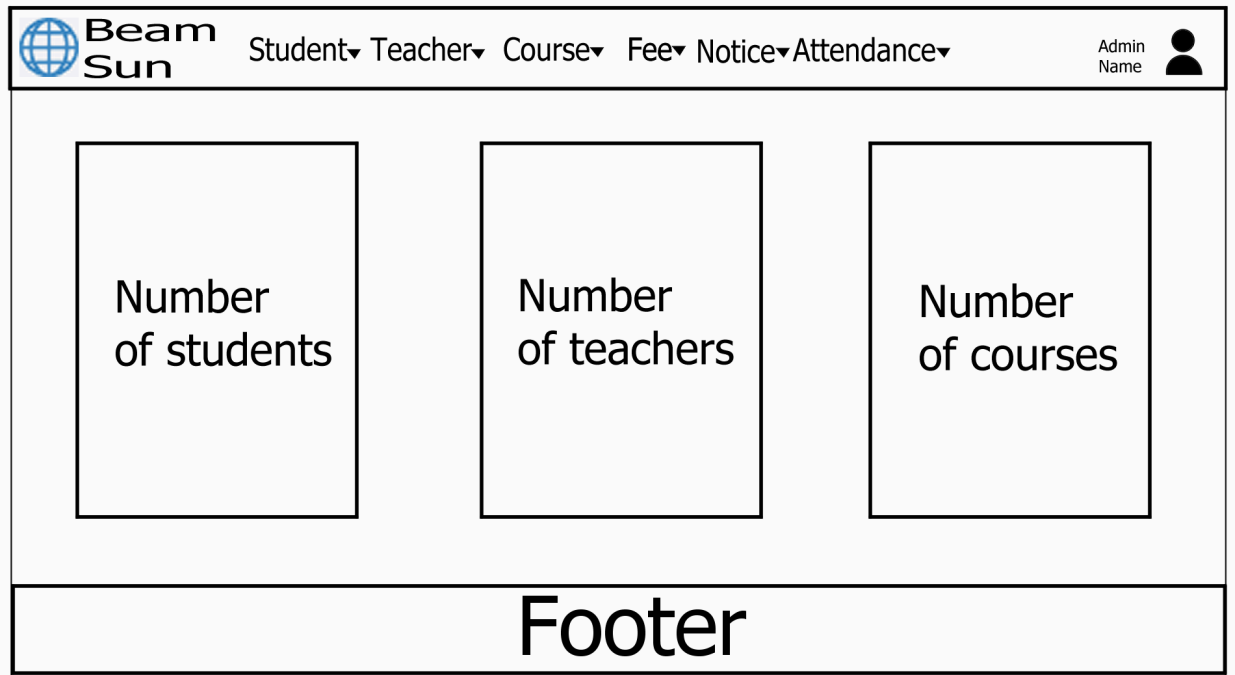 Beam
Sun
Student Teacher Course Fee Notice Attendance
Admin
Name
Number
of students
Number
of teachers
Number
of courses
Footer